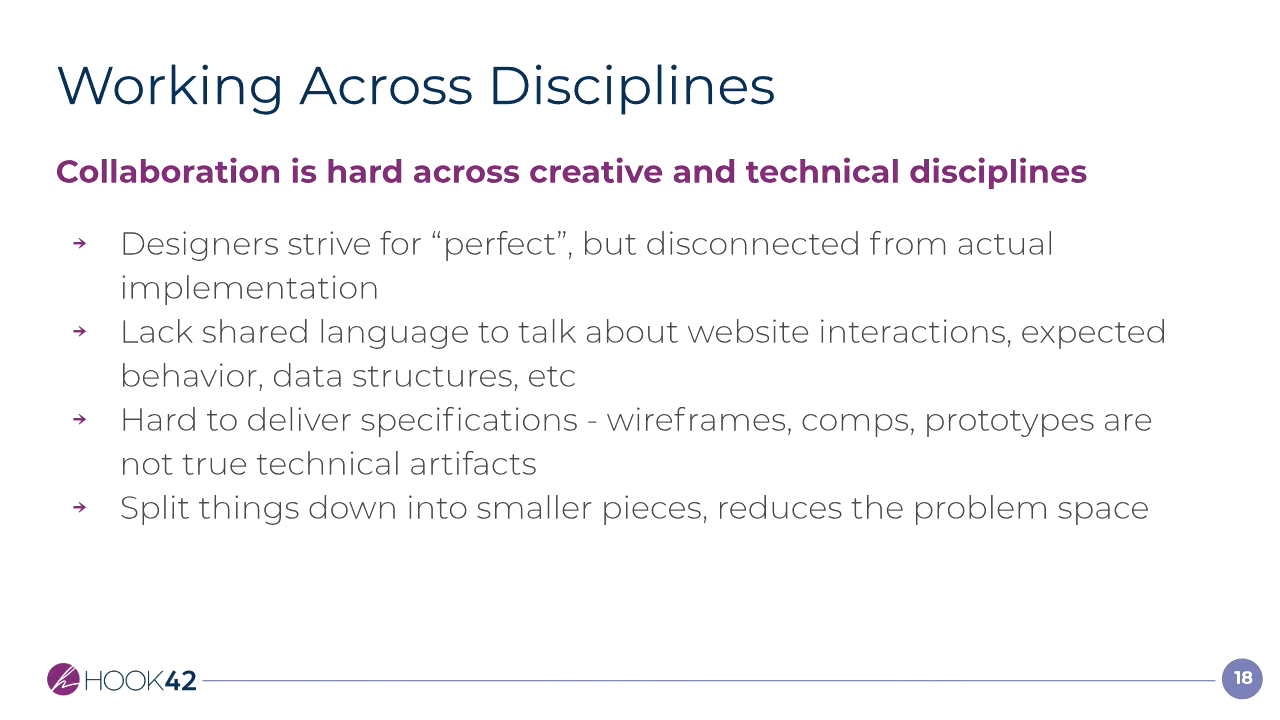 Working Across Disciplines
Collaboration is hard across creative and technical disciplines
→ Designers strive for “perfect”, but disconnected from actual
implementation
→ Lack shared language to talk about website interactions, expected
behavior, data structures, etc
→ Hard to deliver specifications - wireframes, comps, prototypes are
not true technical artifacts
→ Split things down into smaller pieces, reduces the problem space
HOOK42
18